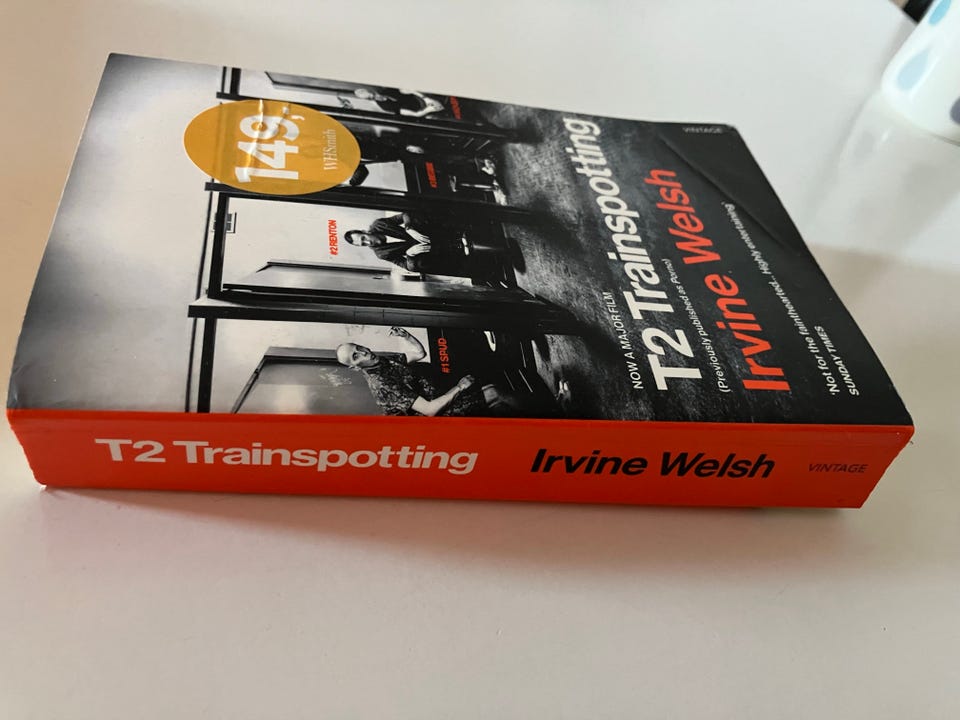 149,-
WHSmith
#1 SPUD
#2 RENTON
NOW A MAJOR FILM
T2 Trainspotting
(Previously published as Porno)
Irvine Welsh
'Not for the fainthearted... Highly entertaining'
SUNDAY TIMES
VINTAGE
T2 Trainspotting Irvine Welsh VINTAGE